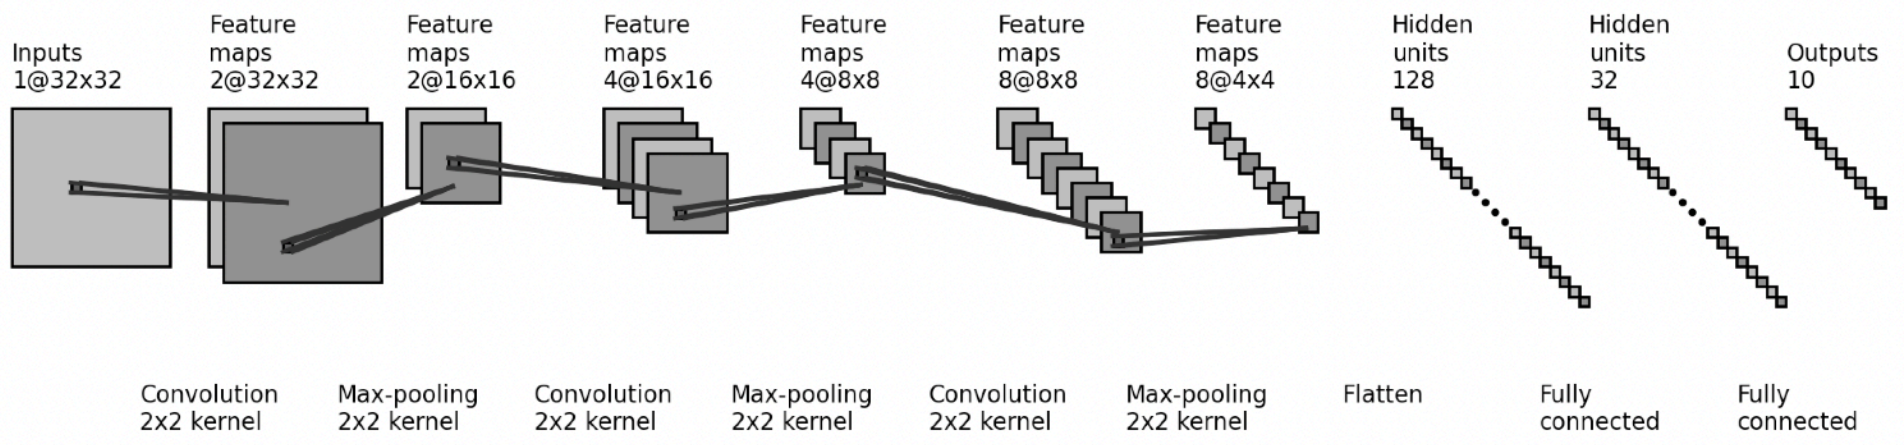 Inputs
1@32x32
Feature
maps
2@32x32
Feature
maps
2@16x16
Feature
maps
4@16x16
Feature
maps
4@8x8
Feature
maps
8@8x8
Feature
maps
8@4x4
Hidden
units
128
Hidden
units
32
Outputs
10
Convolution
2x2 kernel
Max-pooling
2x2 kernel
Convolution
2x2 kernel
Max-pooling
2x2 kernel
Convolution
2x2 kernel
Max-pooling
2x2 kernel
Flatten
Fully
connected
Fully
connected